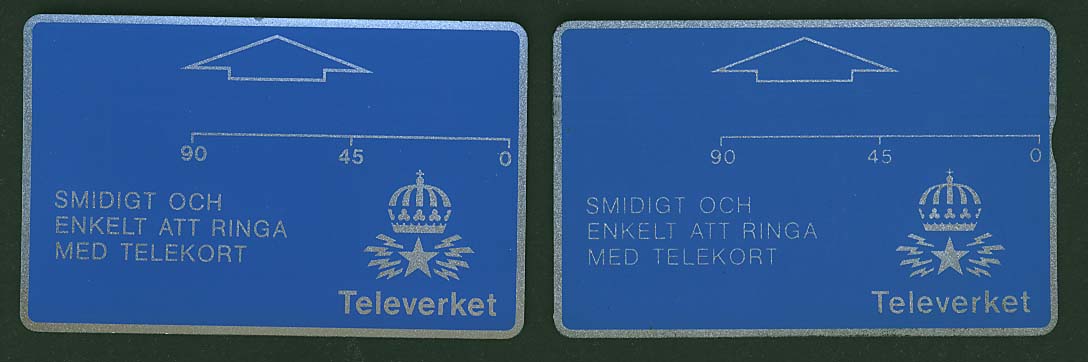 90 45 0
SMIDIGT OCH
ENKELT ATT RINGA
MED TELEKORT
Televerket
90 45 0
SMIDIGT OCH
ENKELT ATT RINGA
MED TELEKORT
Televerket